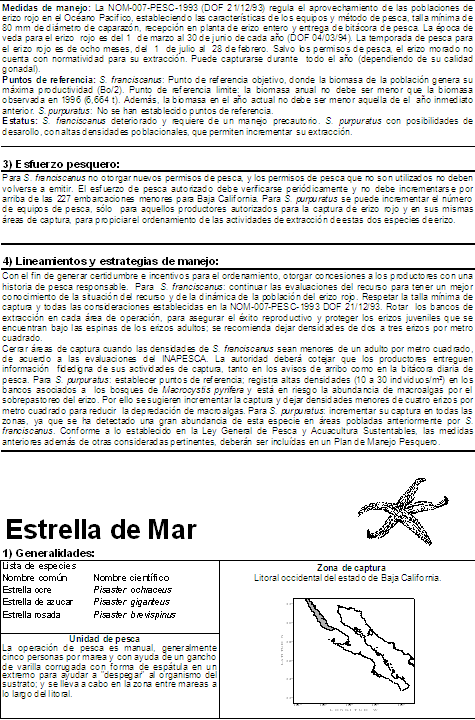 Medidas de manejo: La NOM-007-PESC-1993 (DOF 21/12/93) regula el aprovechamiento de las poblaciones de
erizo rojo en el Océano Pacífico, estableciendo las características de los equipos y método de pesca, talla mínima de
80 mm de diámetro de caparazón, recepción en planta de erizo entero y entrega de bitácora de pesca. La época de
veda para el erizo rojo es del 1 de marzo al 30 de junio de cada año (DOF 04/03/94). La temporada de pesca para
el erizo rojo es de ocho meses, del 1 de julio al 28 de febrero. Salvo los permisos de pesca, el erizo morado no
cuenta con normatividad para su extracción. Puede capturarse durante todo el año (dependiendo de su calidad
gonadal).
Puntos de referencia: S. franciscanus: Punto de referencia objetivo, donde la biomasa de la población genera su
máxima productividad (Bo/2). Punto de referencia límite: la biomasa anual no debe ser menor que la biomasa
observada en 1996 (6,664 t). Además, la biomasa en el año actual no debe ser menor aquella de el año inmediato
anterior. S. purpuratus: No se han establecido puntos de referencia.
Estatus: S. franciscanus deteriorado y requiere de un manejo precautorio. S. purpuratus con posibilidades de
desarollo, con altas densidades poblacionales, que permiten incrementar su extracción.
3) Esfuerzo pesquero:
Para S. franciscanus no otorgar nuevos permisos de pesca, y los permisos de pesca que no son utilizados no deben
volverse a emitir. El esfuerzo de pesca autorizado debe verificarse periódicamente y no debe incrementarse por
arriba de las 227 embarcaciones menores para Baja California. Para S. purpuratus se puede incrementar el número
de equipos de pesca, sólo para aquellos productores autorizados para la captura de erizo rojo y en sus mismas
áreas de captura, para propiciar el ordenamiento de las actividades de extracción de estas dos especies de erizo.
4) Lineamientos y estrategias de manejo:
Con el fin de generar certidumbre e incentivos para el ordenamiento, otorgar concesiones a los productores con una
historia de pesca responsable. Para S. franciscanus: continuar las evaluaciones del recurso para tener un mejor
conocimiento de la situación del recurso y de la dinámica de la población del erizo rojo. Respetar la talla mínima de
captura y todas las consideraciones establecidas en la NOM-007-PESC-1993 DOF 21/12/93. Rotar los bancos de
extracción en cada área de operación, para asegurar el éxito reproductivo y proteger los erizos juveniles que se
encuentran bajo las espinas de los erizos adultos; se recomienda dejar densidades de dos a tres erizos por metro
cuadrado.
Cerrar áreas de captura cuando las densidades de S. franciscanus sean menores de un adulto por metro cuadrado,
de acuerdo a las evaluaciones del INAPESCA. La autoridad deberá cotejar que los productores entreguen
información fidedigna de sus actividades de captura, tanto en los avisos de arribo como en la bitácora diaria de
pesca. Para S. purpuratus: establecer puntos de referencia; registra altas densidades (10 a 30 individuos/m²) en los
bancos asociados a los bosques de Macrocystis pyrifera y está en riesgo la abundancia de macroalgas por el
sobrepastoreo del erizo. Por ello se sugieren incrementar la captura y dejar densidades menores de cuatro erizos por
metro cuadrado para reducir la depredación de macroalgas. Para S. purpuratus: incrementar su captura en todas las
zonas, ya que se ha detectado una gran abundancia de esta especie en áreas pobladas anteriormente por S.
franciscanus. Conforme a lo establecido en la Ley General de Pesca y Acuacultura Sustentables, las medidas
anteriores además de otras consideradas pertinentes, deberán ser incluídas en un Plan de Manejo Pesquero.
Estrella de Mar
1) Generalidades:
Lista de especies
Nombre común Nombre científico
Estrella ocre Pisaster ochraceus
Estrella de azucar Pisaster giganteus
Estrella rosada Pisaster brevispinus
Unidad de pesca
La operación de pesca es manual, generalmente
cinco personas por marea y con ayuda de un gancho
de varilla corrugada con forma de espátula en un
extremo para ayudar a "despegar" al organismo del
sustrato; y se lleva a cabo en la zona entre mareas a
lo largo del litoral.
Zona de captura
Litoral occidental del estado de Baja California.